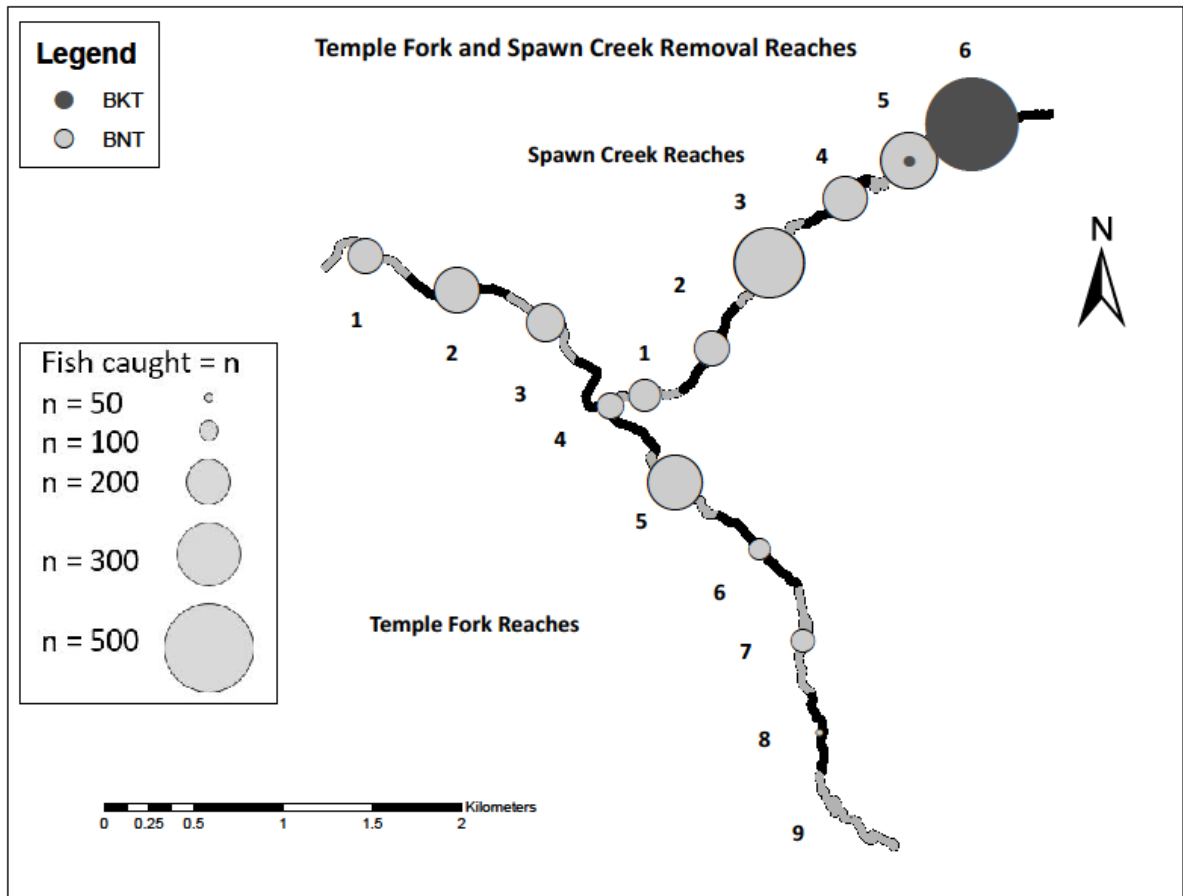 Legend
BKT
BNT
Temple Fork and Spawn Creek Removal Reaches
6
5
Spawn Creek Reaches
4
3
N
2
1
1
2
3
4
5
6
7
8
9
Fish caught = n
n = 50
n = 100
n = 200
n = 300
n = 500
Temple Fork Reaches
Kilometers
0 0.25 0.5 1 1.5 2